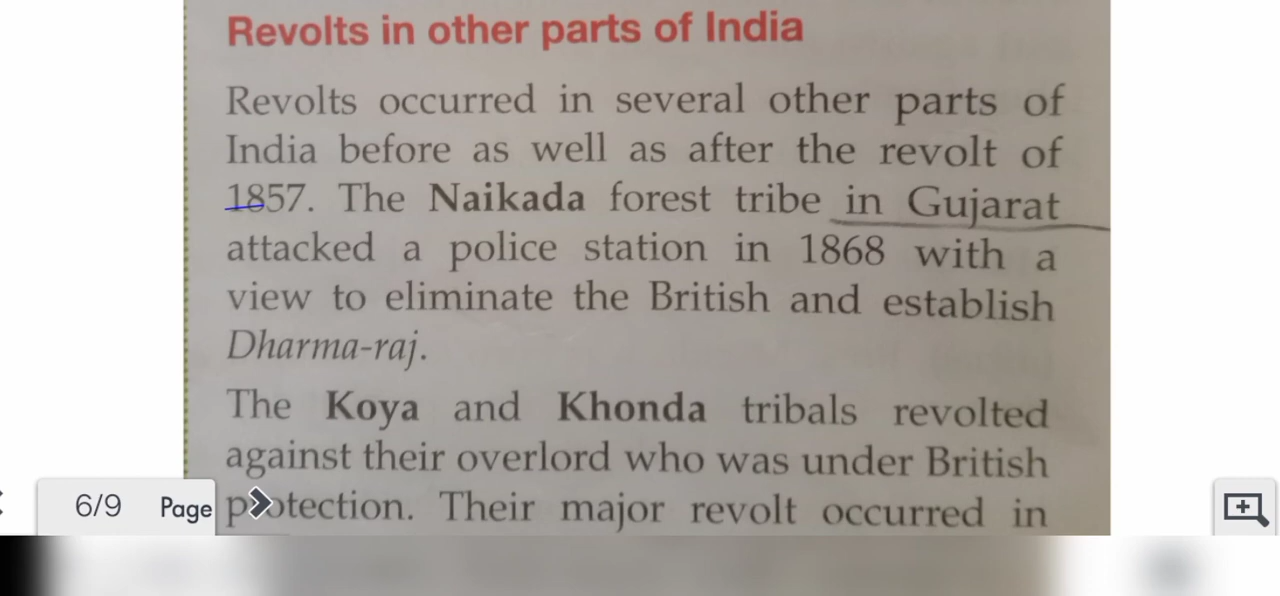 Revolts in other parts of India
Revolts occurred in several other parts of
India before as well as after the revolt of
1857. The Naikada forest tribe in Gujarat
attacked a police station in 1868 with a
view to eliminate the British and establish
Dharma-raj.
The Koya and Khonda tribals revolted
against their overlord who was under British
protection. Their major revolt occurred in
6/9 Page